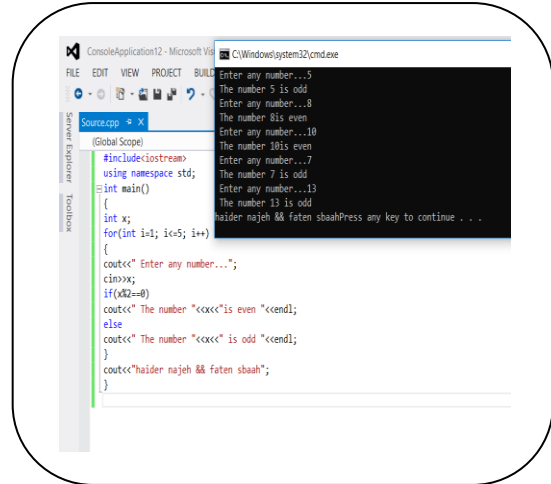 ConsoleApplication12 - Microsoft Vis
C:\Windows\system32\cmd.exe
FILE EDIT VIEW PROJECT BUILD
Server Explorer
Toolbox
Source.cpp
(Global Scope)
#include<iostream>
using namespace std;
int main()
{
int x;
for(int i=1; i<=5; i++)
{
cout<<" Enter any number...";
cin>>x;
if(x%2==0)
cout<<" The number "<<x<<"is even "<<endl;
else
cout<<" The number "<<x<<" is odd "<<endl;
}
cout<<"haider najeh && faten sbaah";
}
Enter any number...5
The number 5 is odd
Enter any number...8
The number 8is even
Enter any number...10
The number 10is even
Enter any number...7
The number 7 is odd
Enter any number...13
The number 13 is odd
haider najeh && faten sbaahPress any key to continue . . .